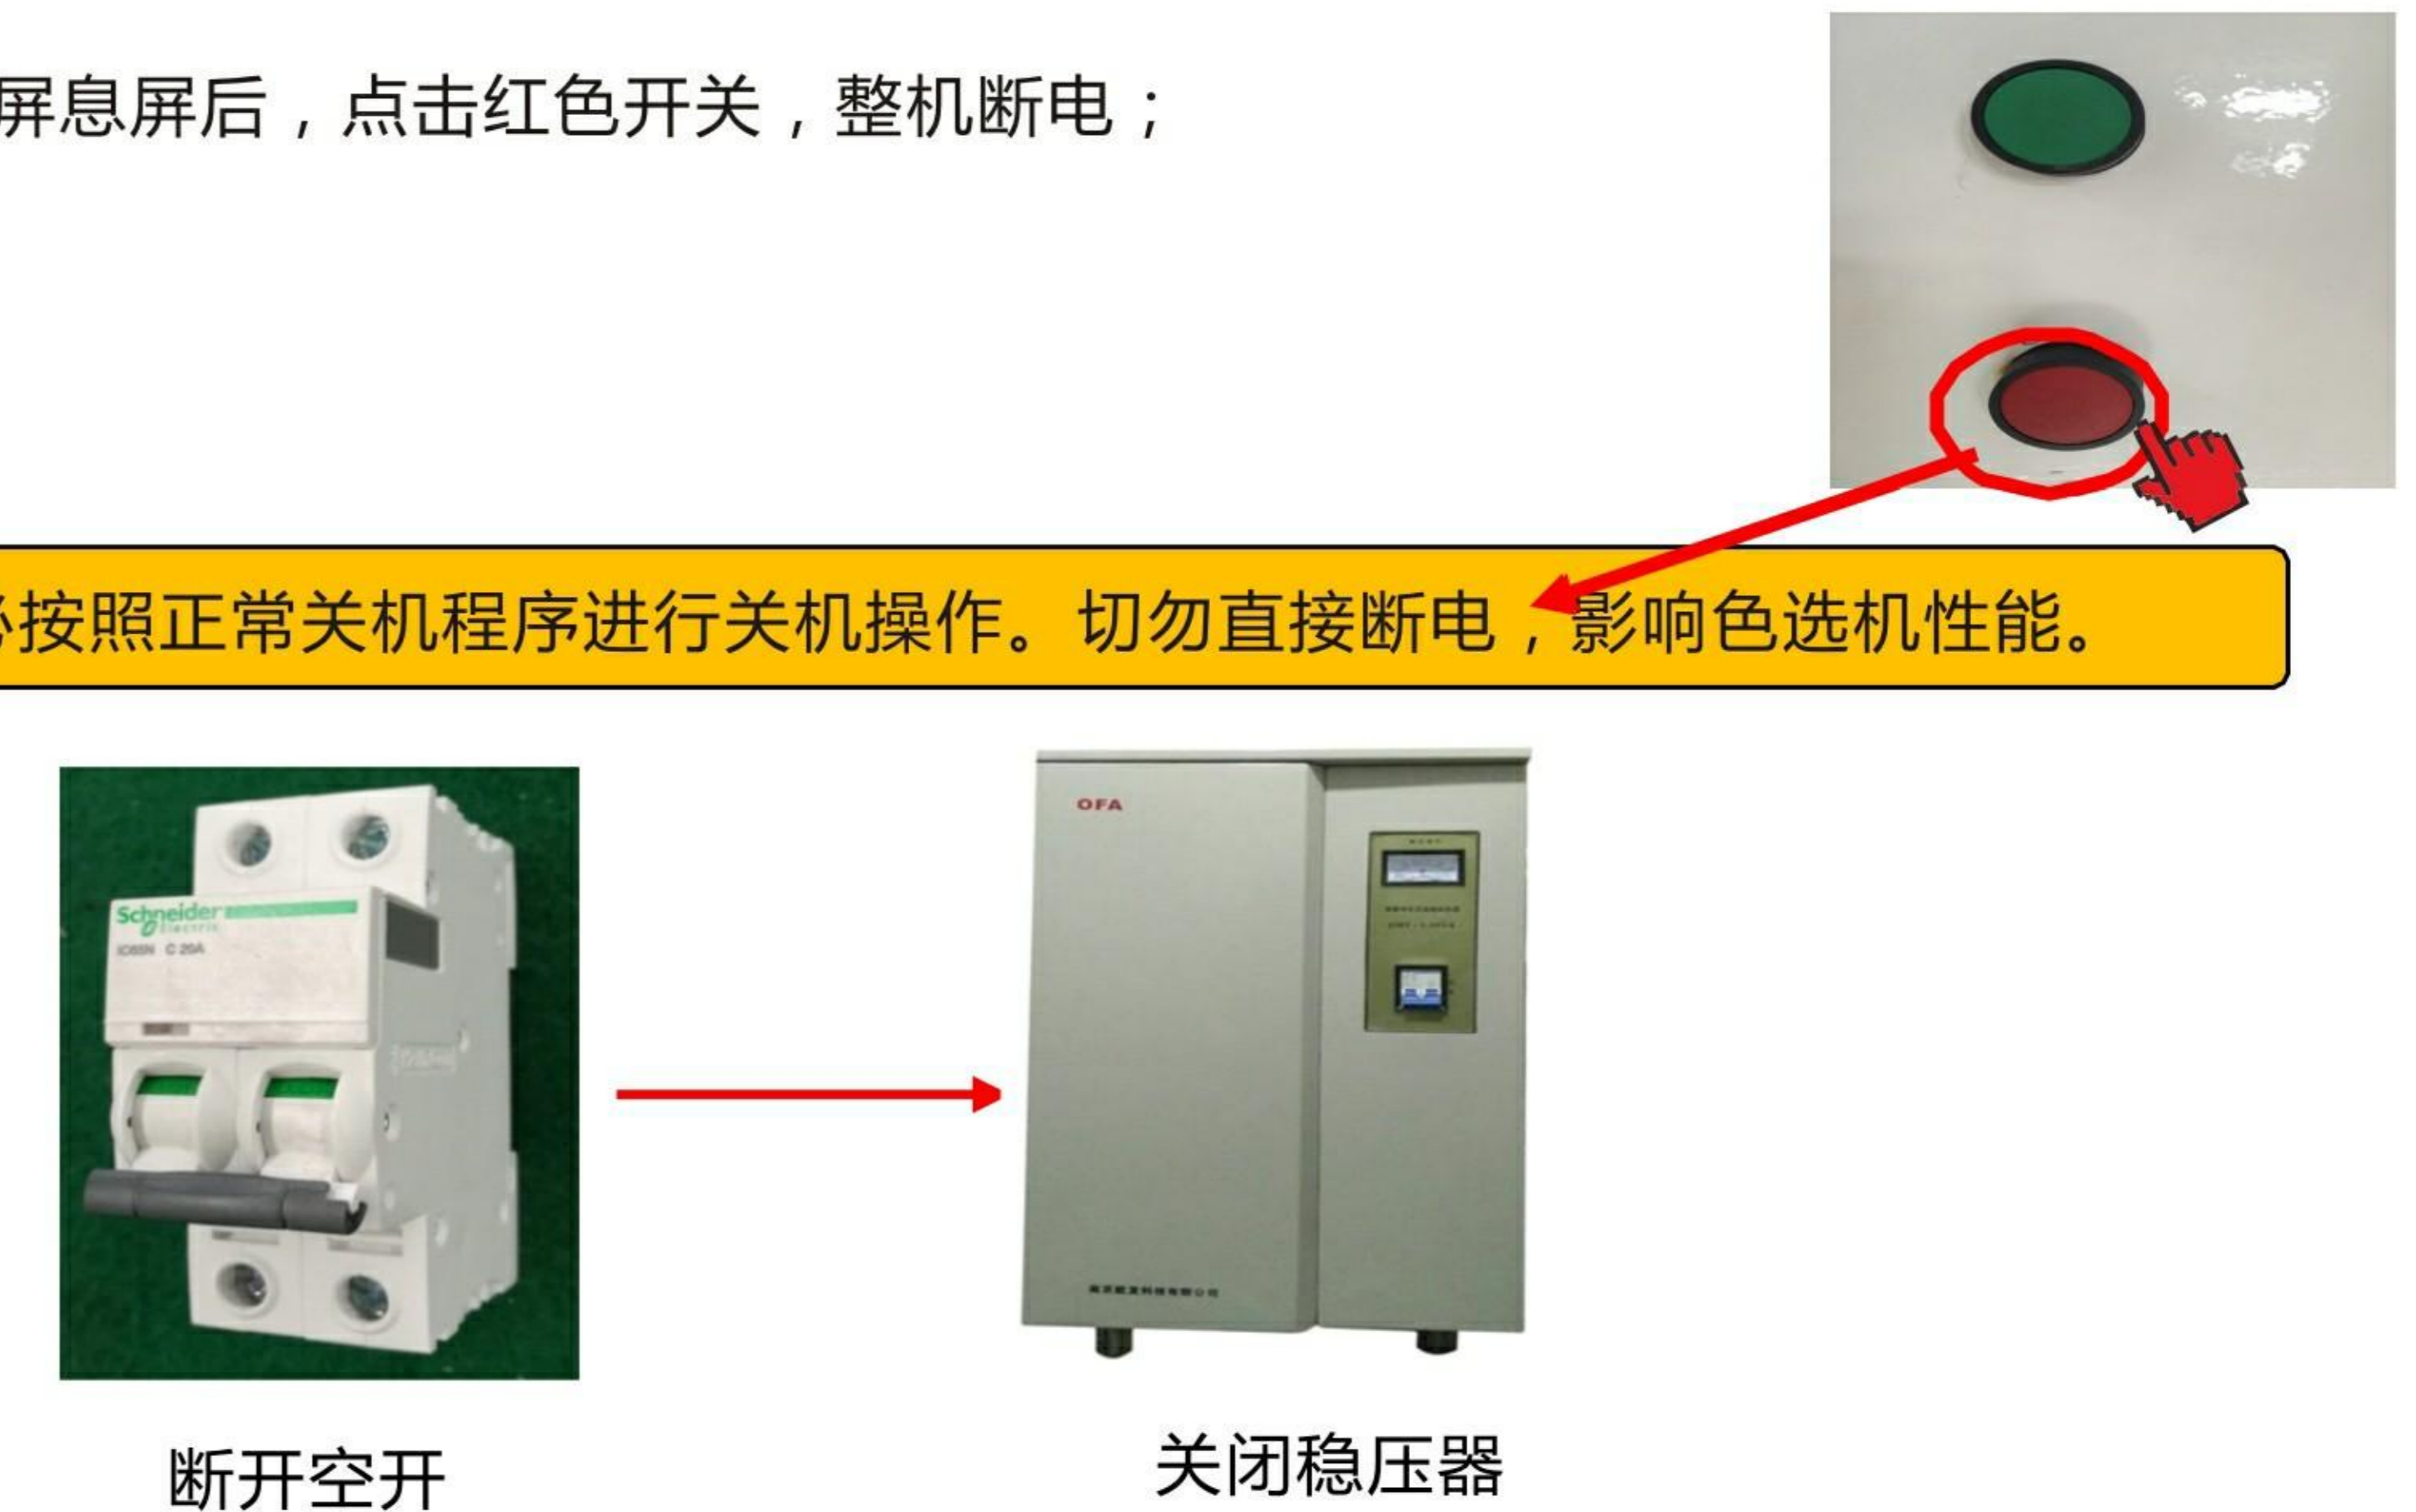 屏息屏后，点击红色开关，整机断电；
按照正常关机程序进行关机操作。切勿直接断电，影响色选机性能。
Schneider
Electric
iC65N C 20A
OFA
断开空开
关闭稳压器